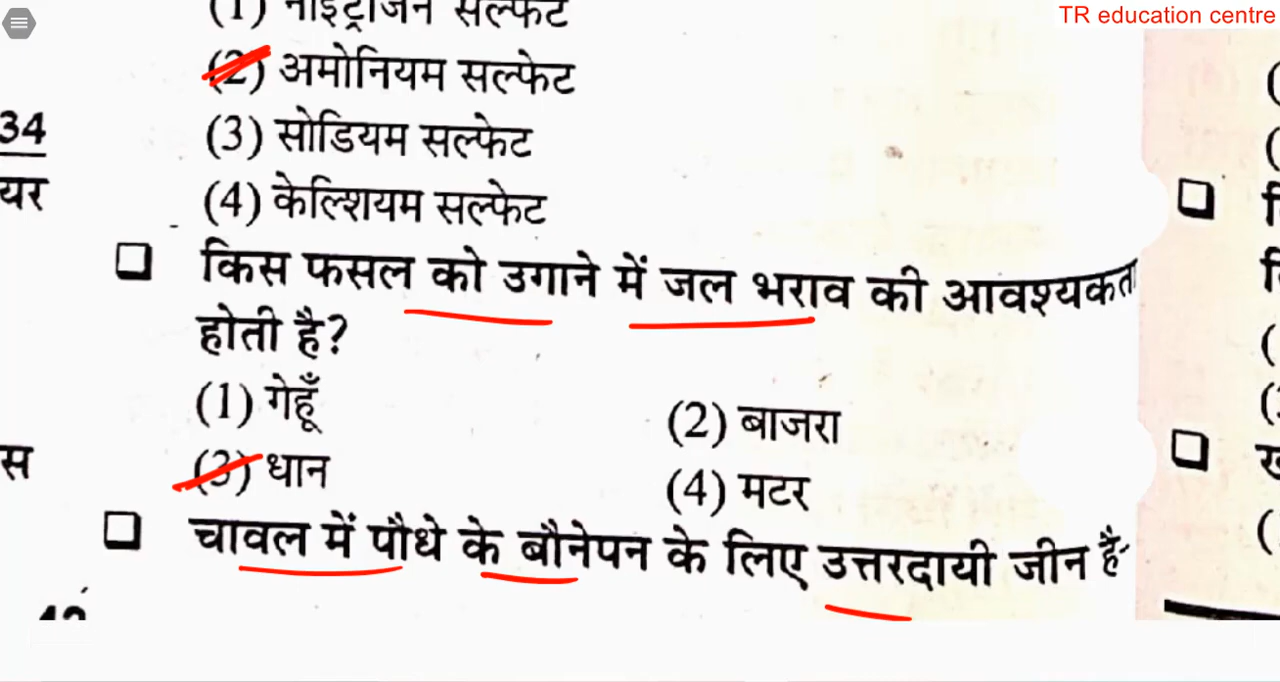 TR education centre
(1) नाइट्रोजन सल्फेट
(2) अमोनियम सल्फेट
34
(3) सोडियम सल्फेट
यर
(4) केल्शियम सल्फेट
किस फसल को उगाने में जल भराव की आवश्यकता
होती है?
(1) गेहूँ
(2) बाजरा
स
(3) धान
(4) मटर
चावल में पौधे के बौनेपन के लिए उत्तरदायी जीन है-